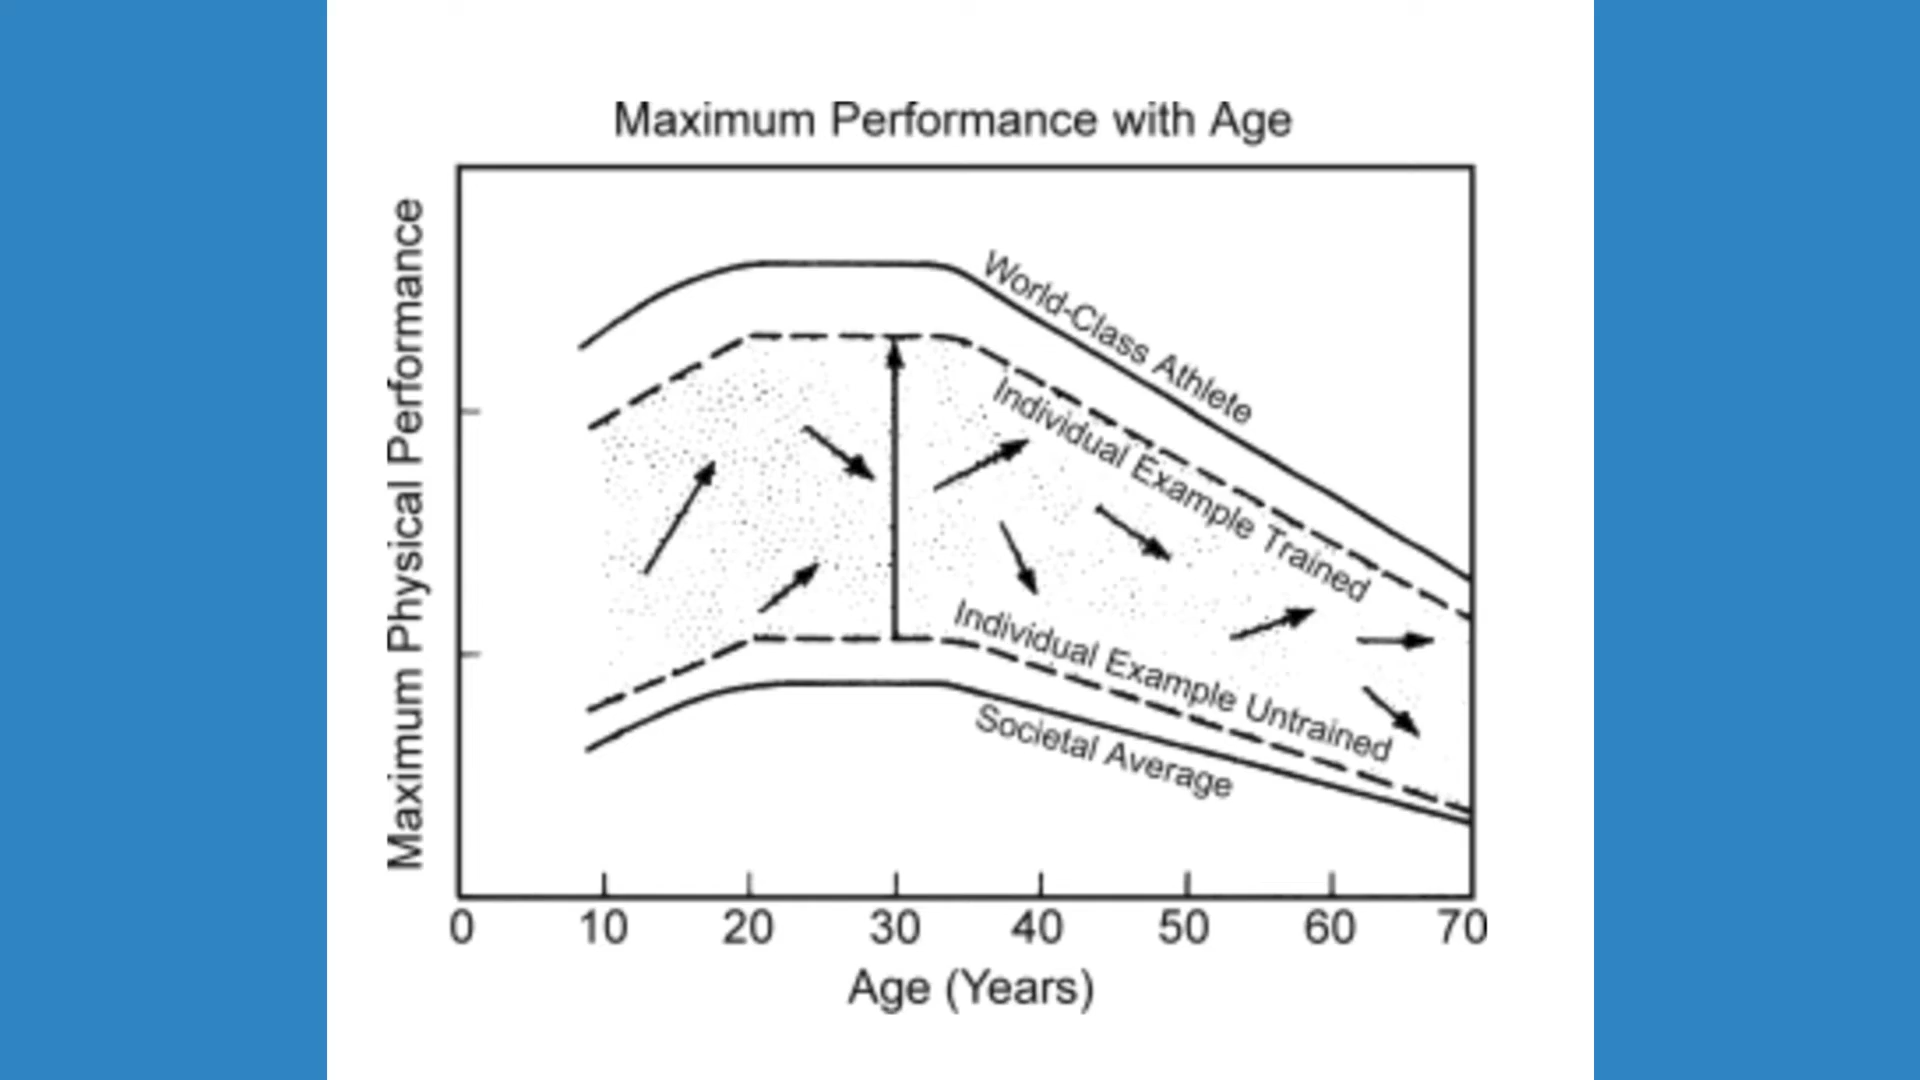 Maximum Performance with Age
Maximum Physical Performance
World-Class Athlete
Individual Example Trained
Individual Example Untrained
Societal Average
0 10 20 30 40 50 60 70
Age (Years)